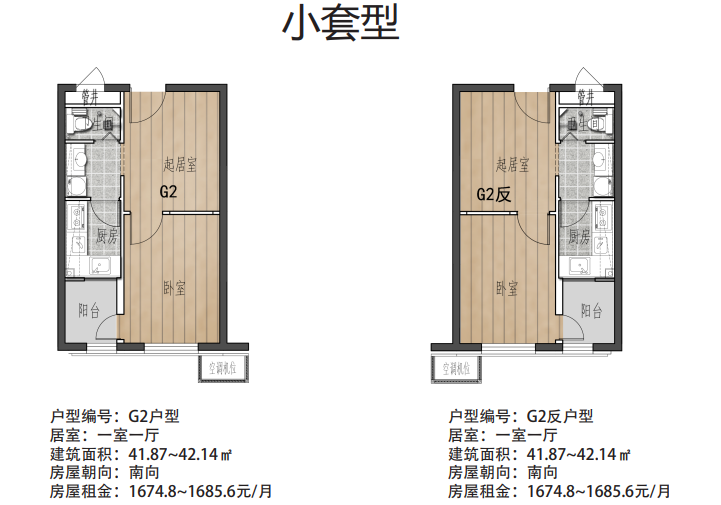 小套型
管井
卫生间
起居室
G2
厨房
卧室
阳台
空调机位
管井
卫生间
起居室
G2反
厨房
卧室
阳台
空调机位
户型编号：G2户型
居室：一室一厅
建筑面积：41.87~42.14㎡
房屋朝向：南向
房屋租金：1674.8~1685.6元/月
户型编号：G2反户型
居室：一室一厅
建筑面积：41.87~42.14㎡
房屋朝向：南向
房屋租金：1674.8~1685.6元/月